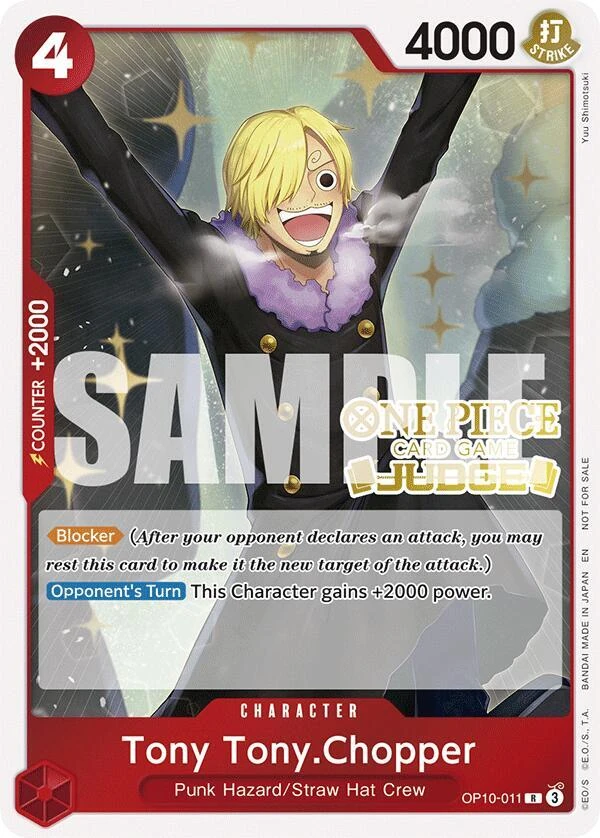 4
4000
打
STRIKE
Yuu Shimotsuki
COUNTER +2000
SAMPLE
ONE PIECE
CARD GAME
JUDGE
Blocker (After your opponent declares an attack, you may
rest this card to make it the new target of the attack.)
Opponent's Turn This Character gains +2000 power.
CHARACTER
Tony Tony.Chopper
Punk Hazard/Straw Hat Crew
OP10-011 R 3
©EO/S ©E.O./S., T.A. BANDAI MADE IN JAPAN EN NOT FOR SALE